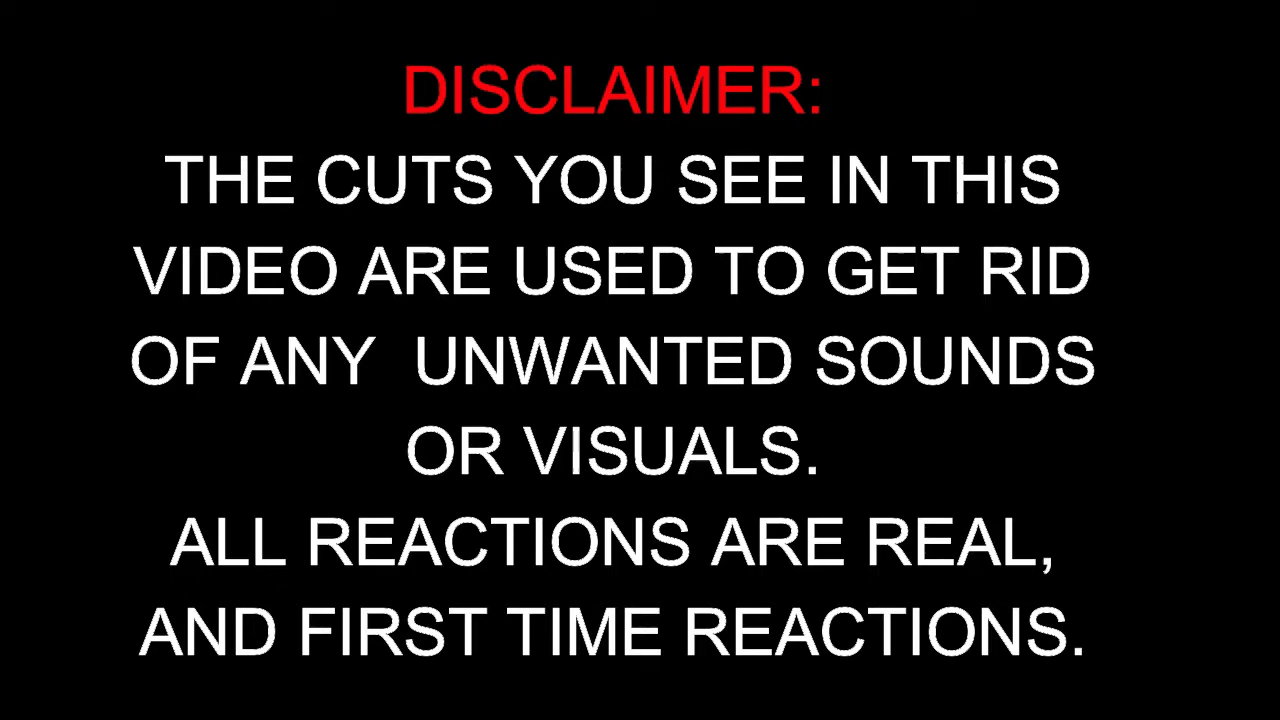 DISCLAIMER:
THE CUTS YOU SEE IN THIS
VIDEO ARE USED TO GET RID
OF ANY  UNWANTED SOUNDS
OR VISUALS.
ALL REACTIONS ARE REAL,
AND FIRST TIME REACTIONS.